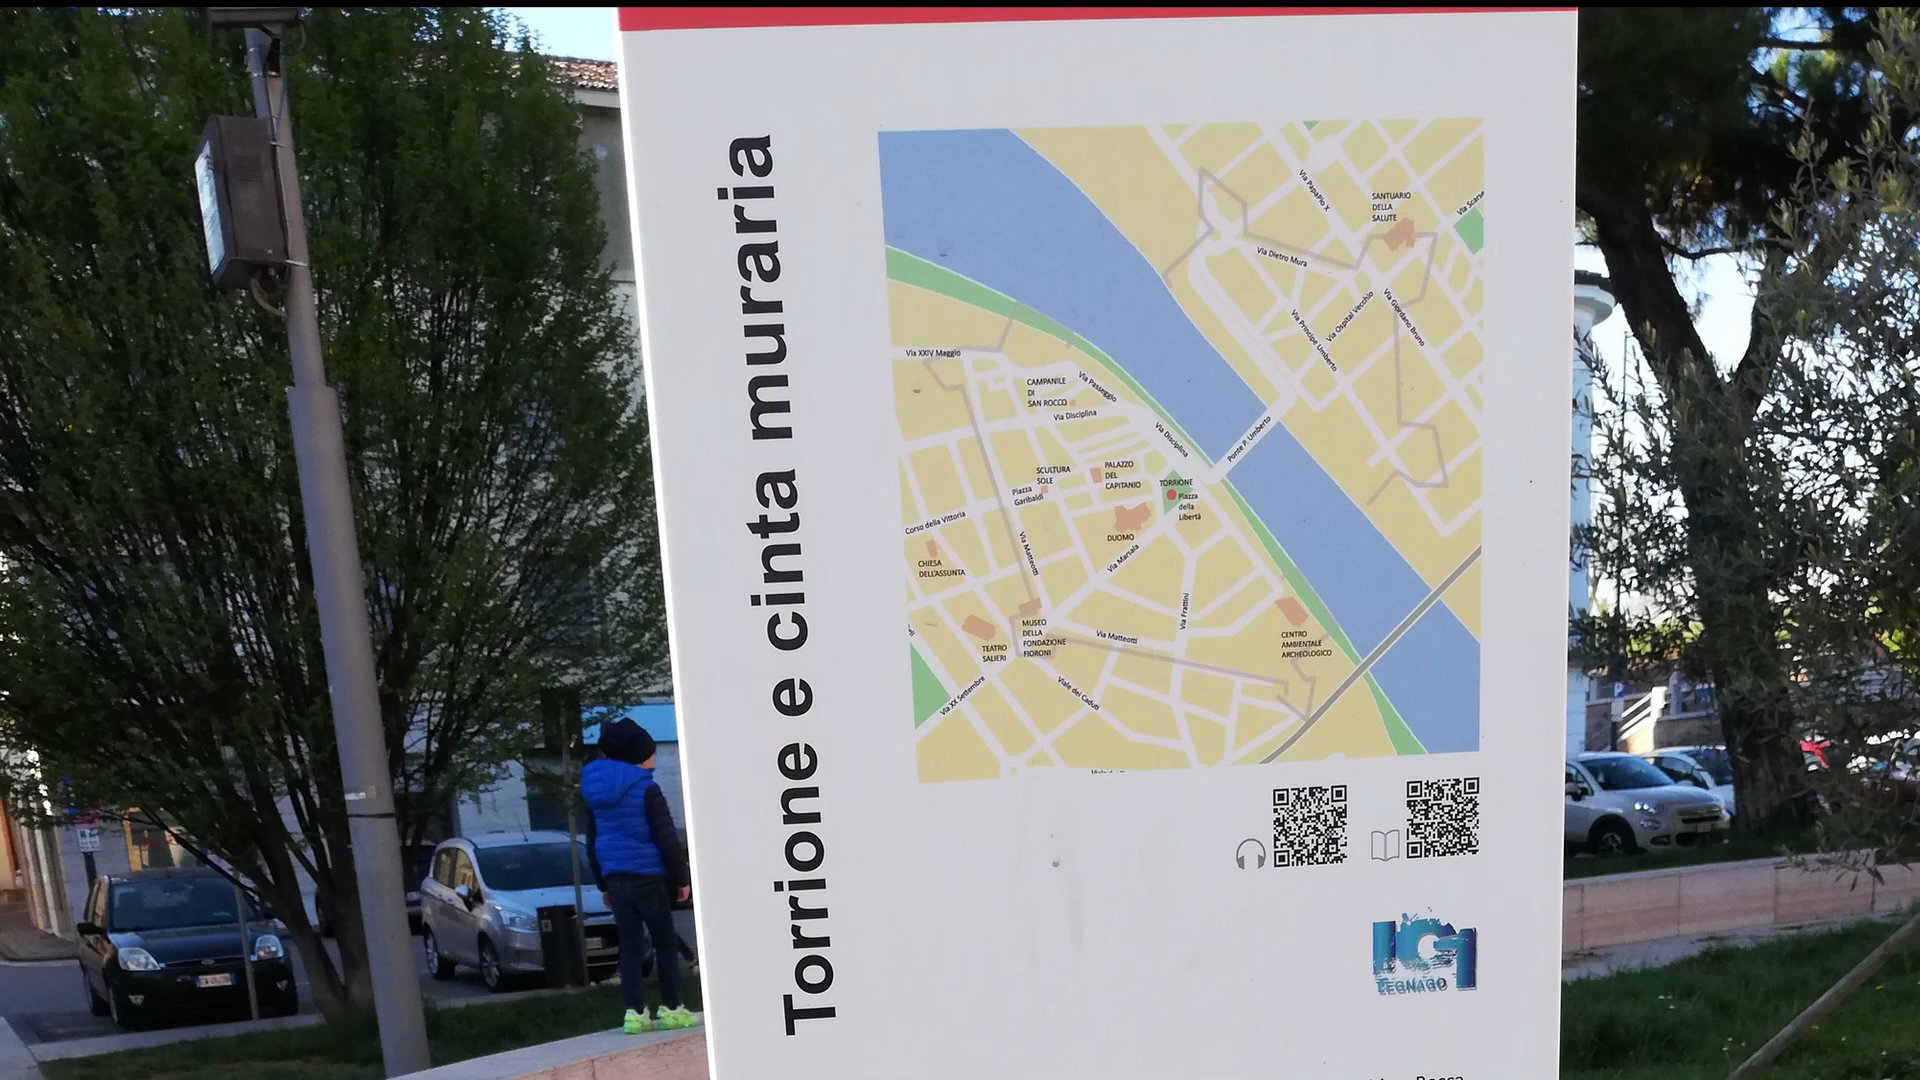 Torrione e cinta muraria
Via PapaPio X
SANTUARIO
DELLA
SALUTE
Via Dietro Mura
Via Principe Umberto
Via Ospital Vecchio
Via Giordano Bruno
Via XXIV Maggio
CAMPANILE
DI
SAN ROCCO
Via Passeggio
Via Disciplina
Via Disciplina
Ponte P. Umberto
SCULTURA
SOLE
Piazza
Garibaldi
PALAZZO
DEL
CAPITANIO
TORRIONE
Piazza
della
Libertà
Corso della Vittoria
DUOMO
CHIESA
DELL'ASSUNTA
Via Matteotti
Via Marsala
Via Frattini
MUSEO
DELLA
FONDAZIONE
FIORONI
TEATRO
SALIERI
Via Matteotti
CENTRO
AMBIENTALE
ARCHEOLOGICO
Via XX Settembre
Viale dei Caduti
LEGNAGO